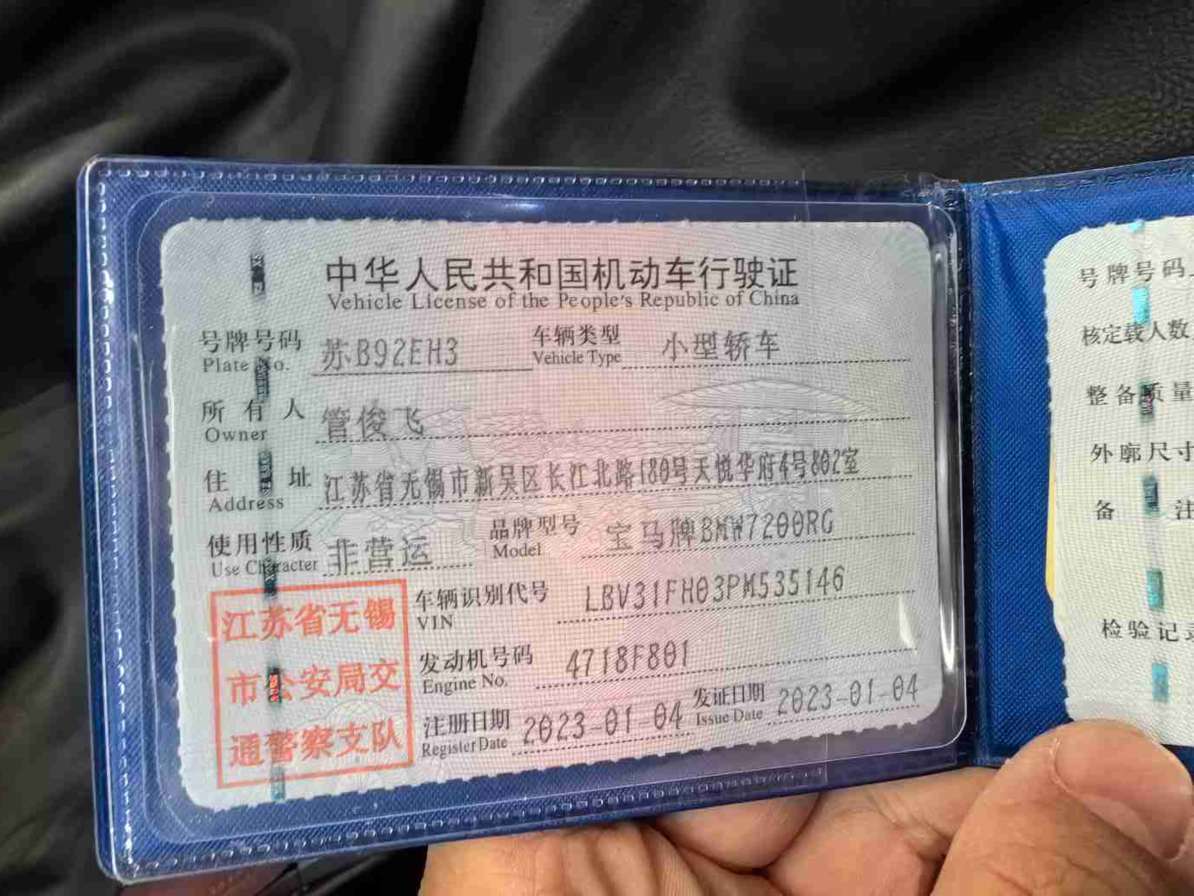 中华人民共和国机动车行驶证
Vehicle License of the People's Republic of China
号牌号码 苏B92EH3 车辆类型 小型轿车
Plate No. Vehicle Type
所有人 管俊飞
Owner
住址 江苏省无锡市新吴区长江北路180号天悦华府4号802室
Address
使用性质 非营运 品牌型号 宝马牌BMW7200RG
Use Character Model
江苏省无锡
市公安局交
通警察支队
车辆识别代号 LBV31FH03PM535146
VIN
发动机号码 4718F801
Engine No.
注册日期 2023-01-04 发证日期 2023-01-04
Register Date Issue Date
号牌号码
核定载人数
整备质量
外廓尺寸
备注
检验记录